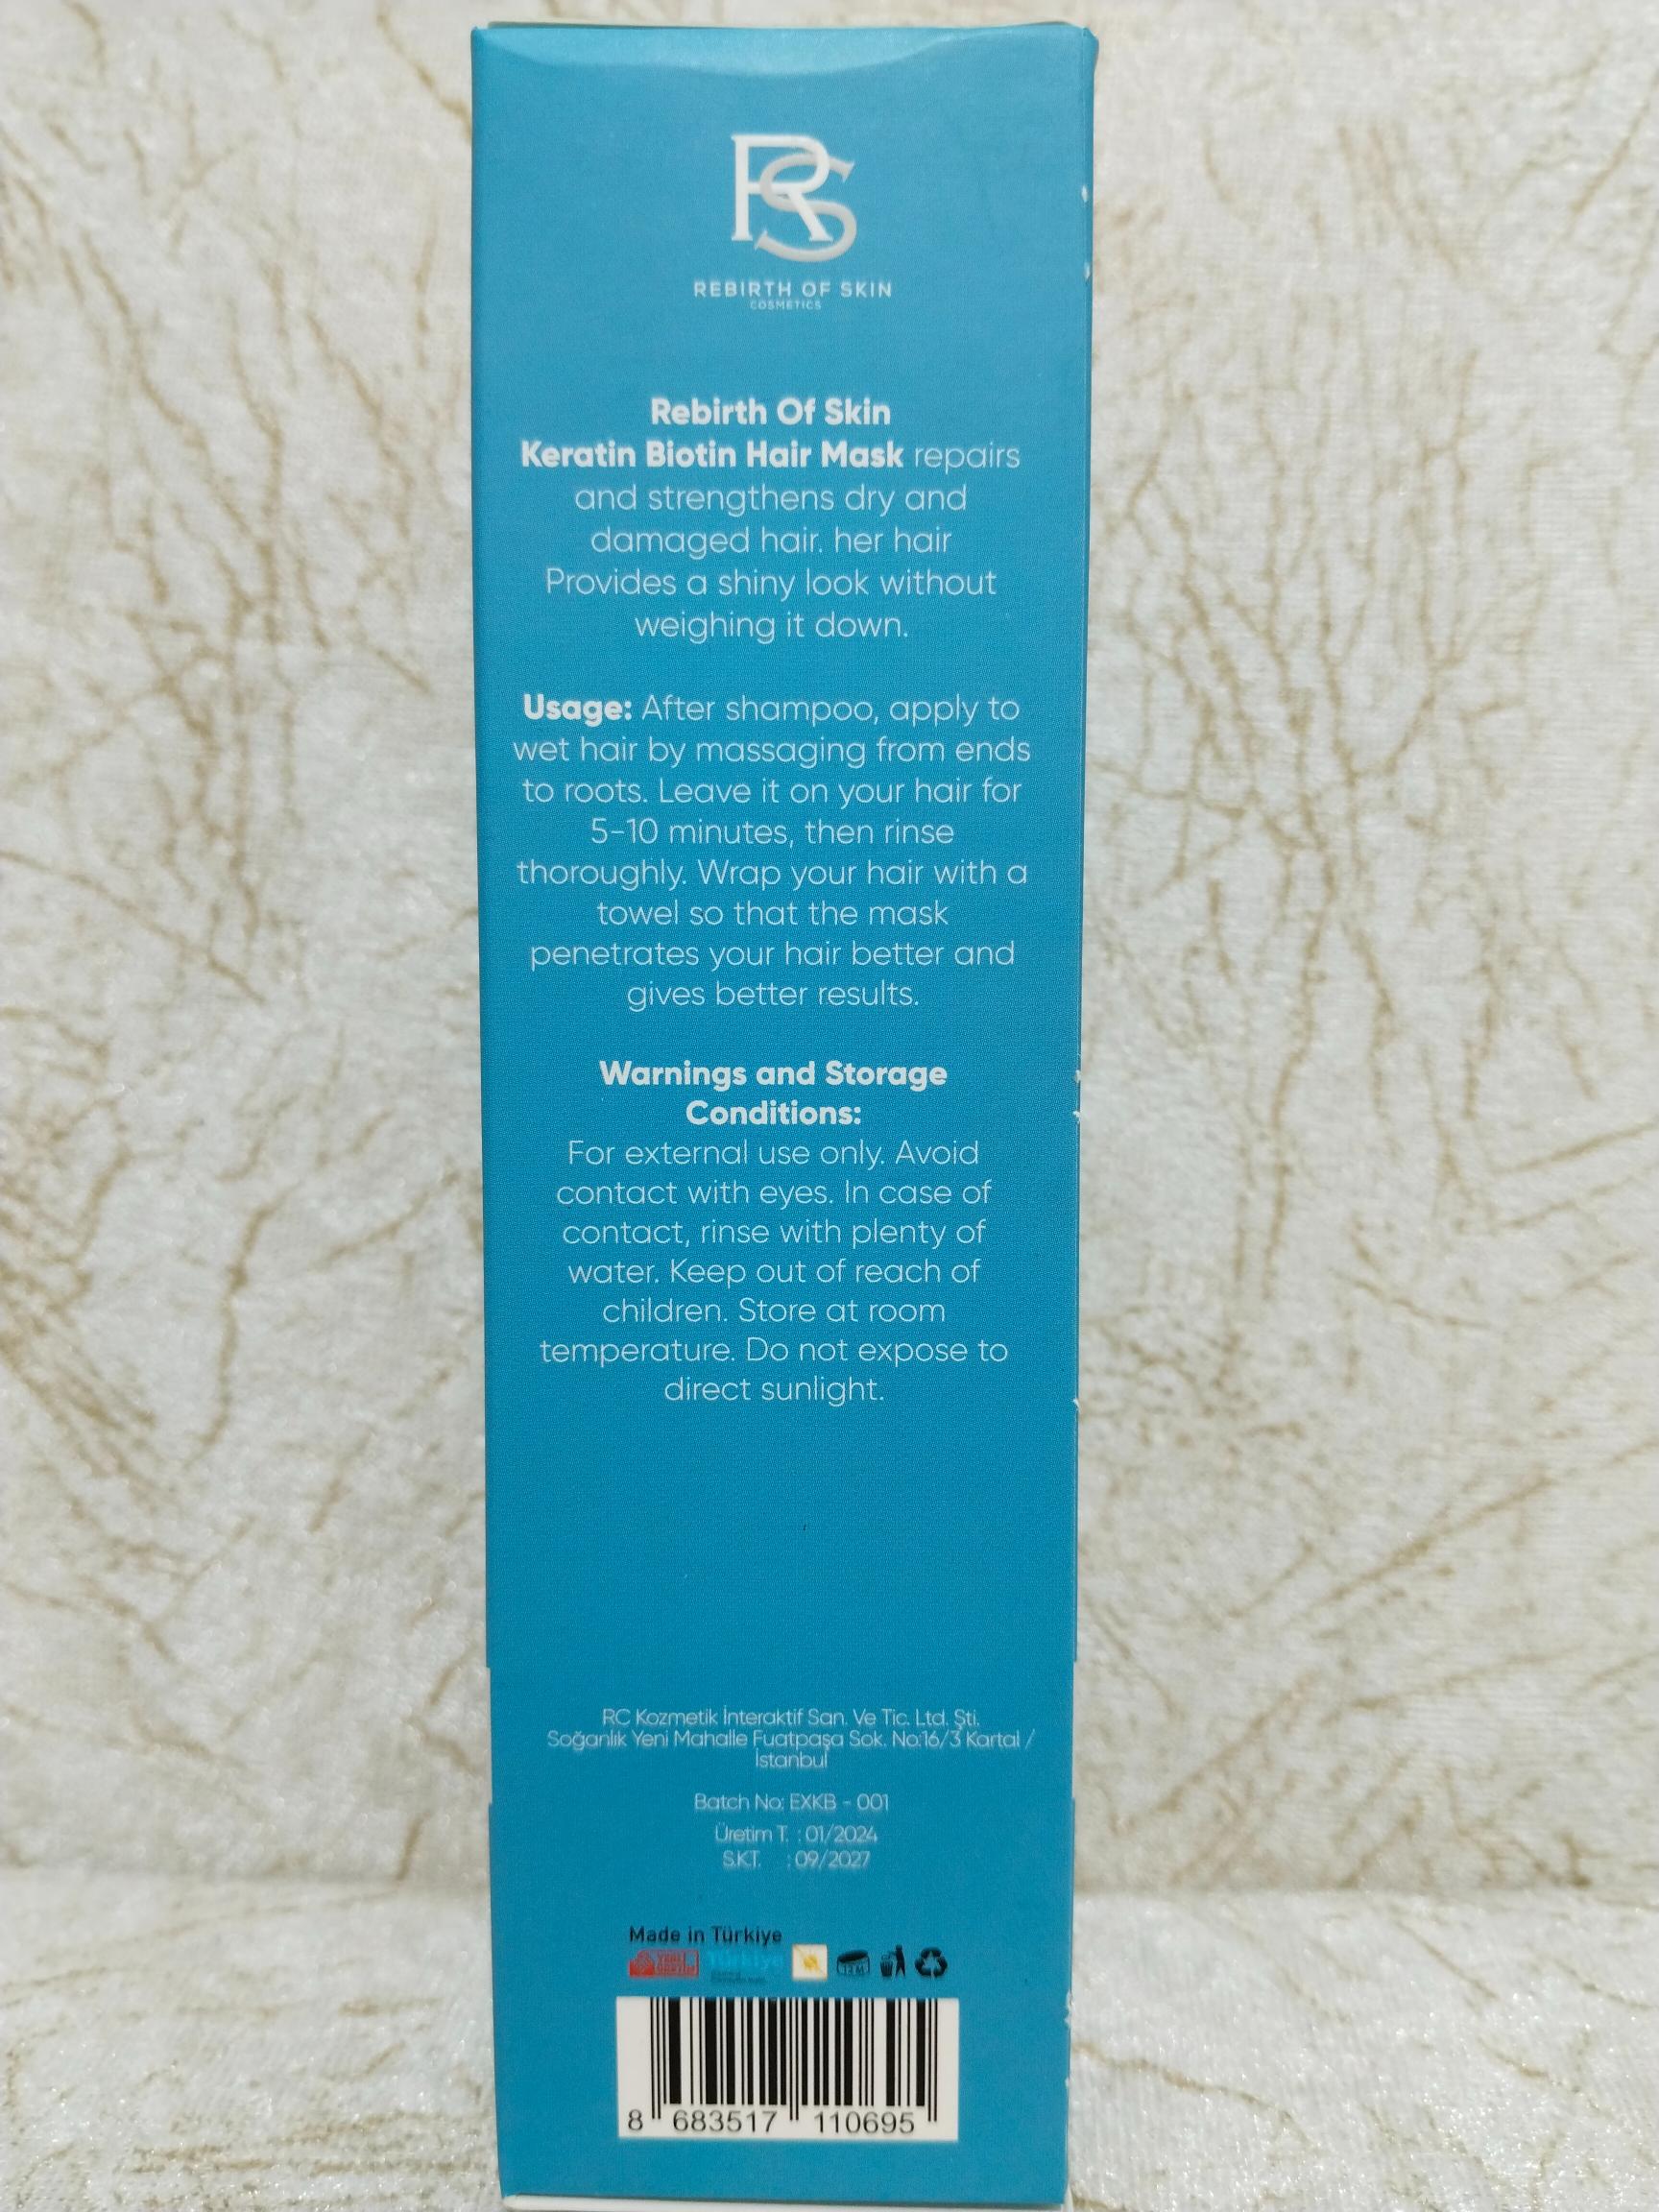 RS
REBIRTH OF SKIN
COSMETICS
Rebirth Of Skin
Keratin Biotin Hair Mask repairs
and strengthens dry and
damaged hair. her hair
Provides a shiny look without
weighing it down.
Usage: After shampoo, apply to
wet hair by massaging from ends
to roots. Leave it on your hair for
5-10 minutes, then rinse
thoroughly. Wrap your hair with a
towel so that the mask
penetrates your hair better and
gives better results.
Warnings and Storage
Conditions:
For external use only. Avoid
contact with eyes. In case of
contact, rinse with plenty of
water. Keep out of reach of
children. Store at room
temperature. Do not expose to
direct sunlight.
RC Kozmetik İnteraktif San. Ve Tic. Ltd. Şti.
Soğanlık Yeni Mahalle Fuatpaşa Sok. No:16/3 Kartal /
İstanbul
Batch No: EXKB - 001
Üretim T. : 01/2024
S.KT. : 09/2027
Made in Türkiye
Türkiye
12 M
8 683517 110695